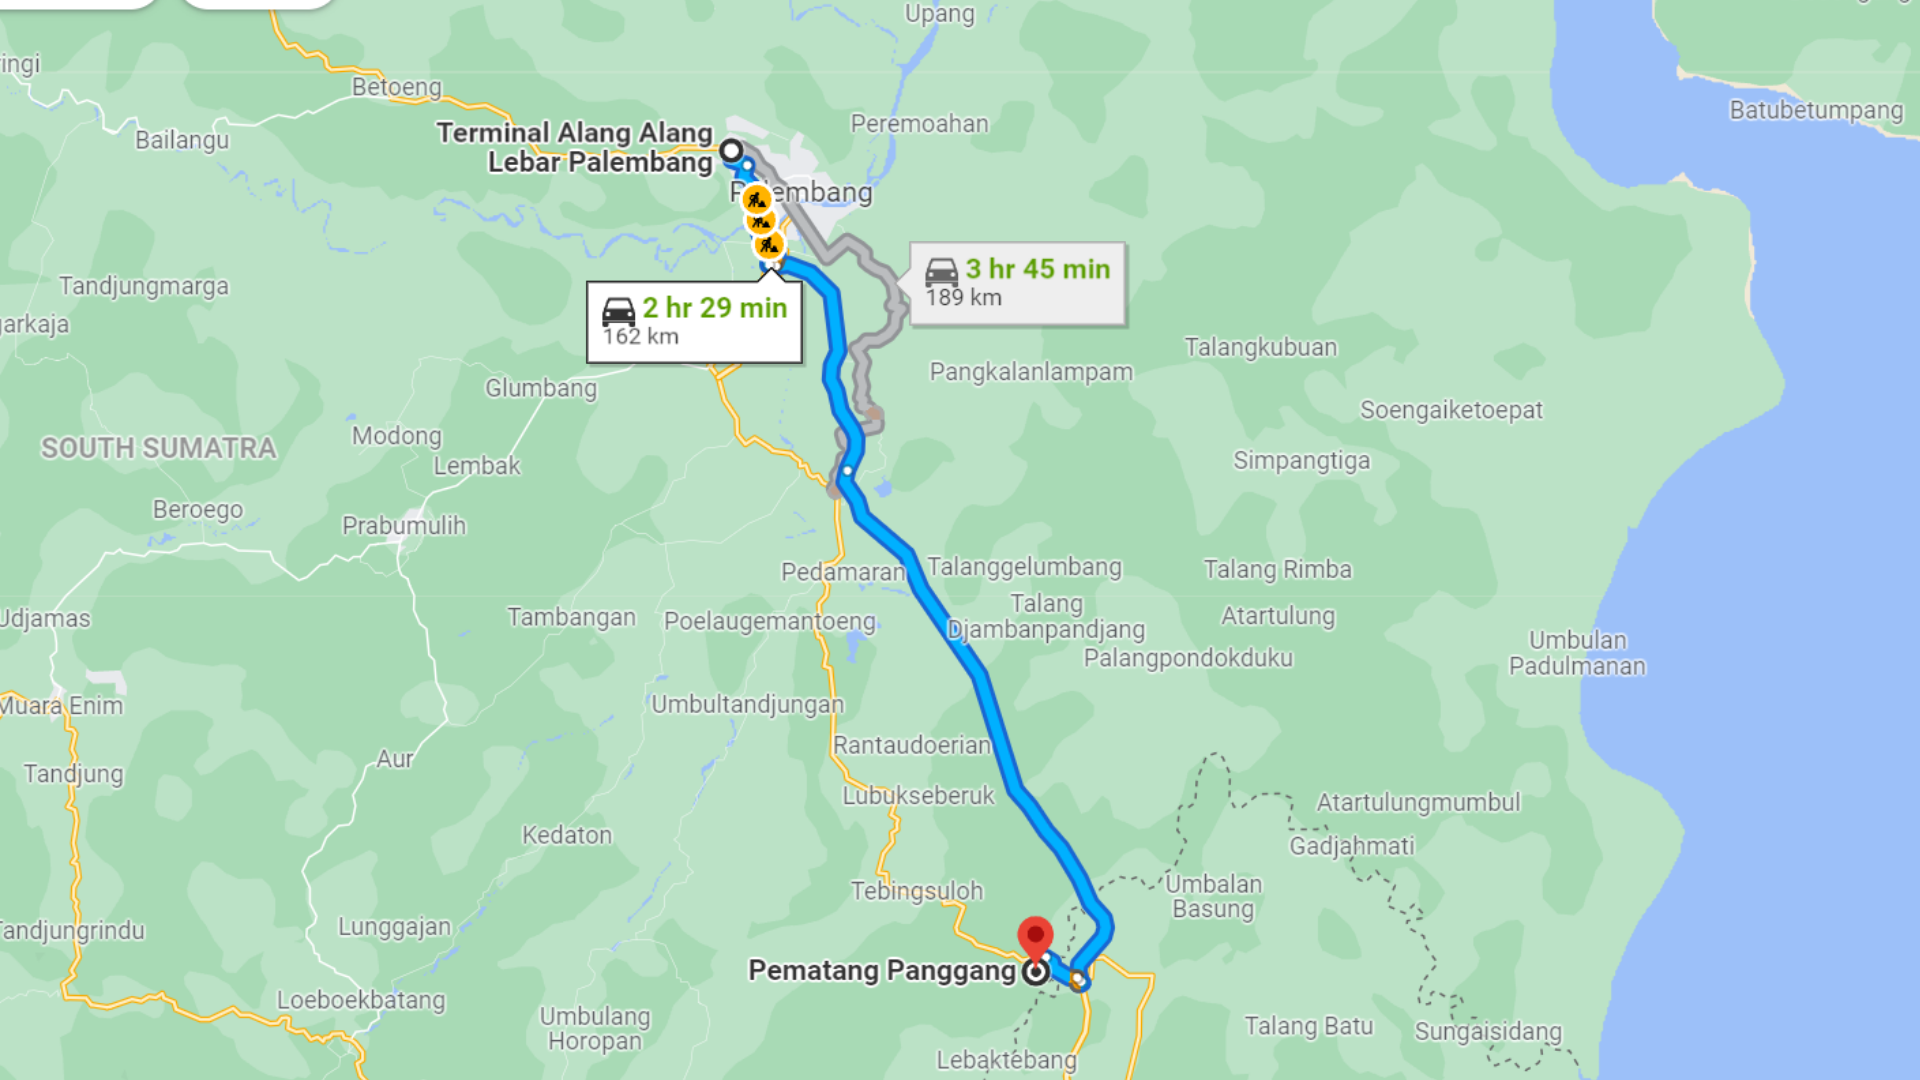 Upang
ingi
Betoeng
Batubetumpang
Peremoahan
Bailangu
Terminal Alang Alang
Lebar Palembang
Palembang
3 hr 45 min
189 km
Tandjungmarga
2 hr 29 min
162 km
arkaja
Talangkubuan
Pangkalanlampam
Glumbang
Soengaiketoepat
Modong
SOUTH SUMATRA
Lembak
Simpangtiga
Beroego
Prabumulih
Pedamaran
Talanggelumbang
Talang Rimba
Talang
Djambanpandjang
Atartulung
Udjamas
Tambangan
Poelaugemantoeng
Palangpondokduku
Umbulan
Padulmanan
Muara Enim
Umbultandjungan
Rantaudoerian
Aur
Tandjung
Lubukseberuk
Atartulungmumbul
Kedaton
Gadjahmati
Tebingsuloh
Umbalan
Basung
Tandjungrindu
Lunggajan
Pematang Panggang
Loeboekbatang
Umbulang
Horopan
Talang Batu
Sungaisidang
Lebaktebang